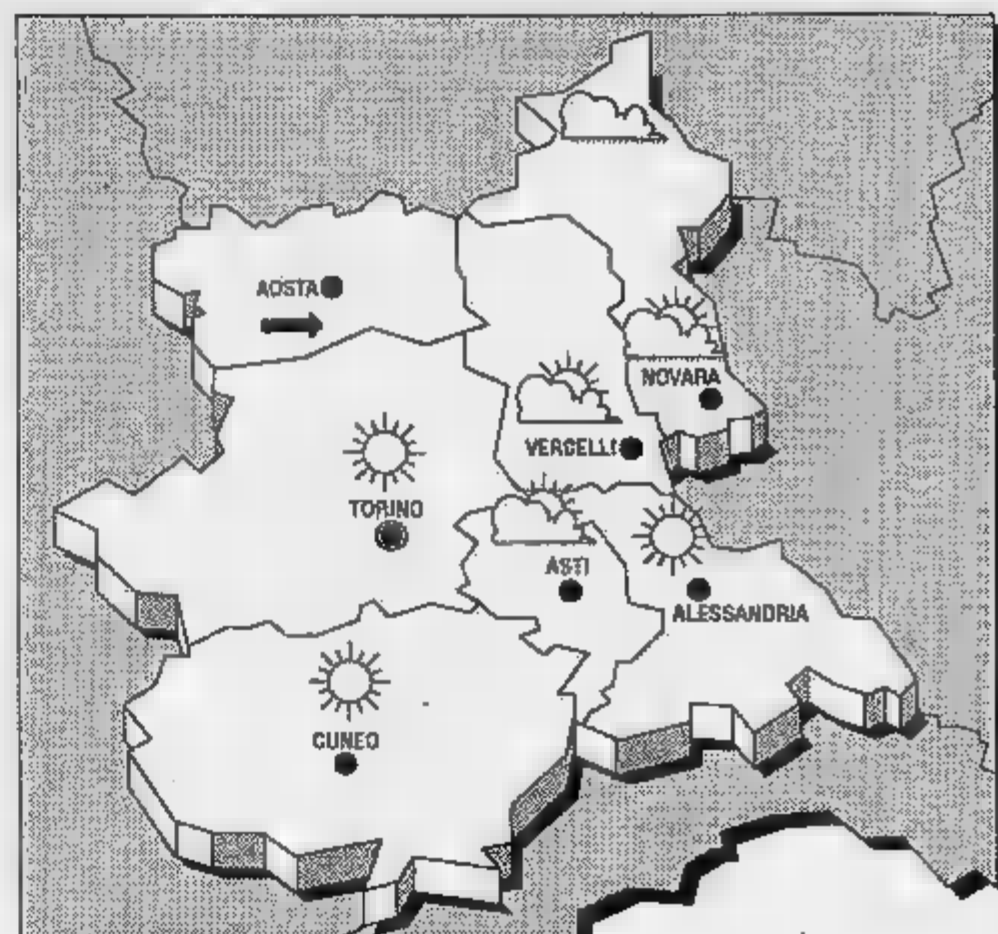 AOSTA
NOVARA
VERCELLI
TORINO
ASTI
ALESSANDRIA
CUNEO